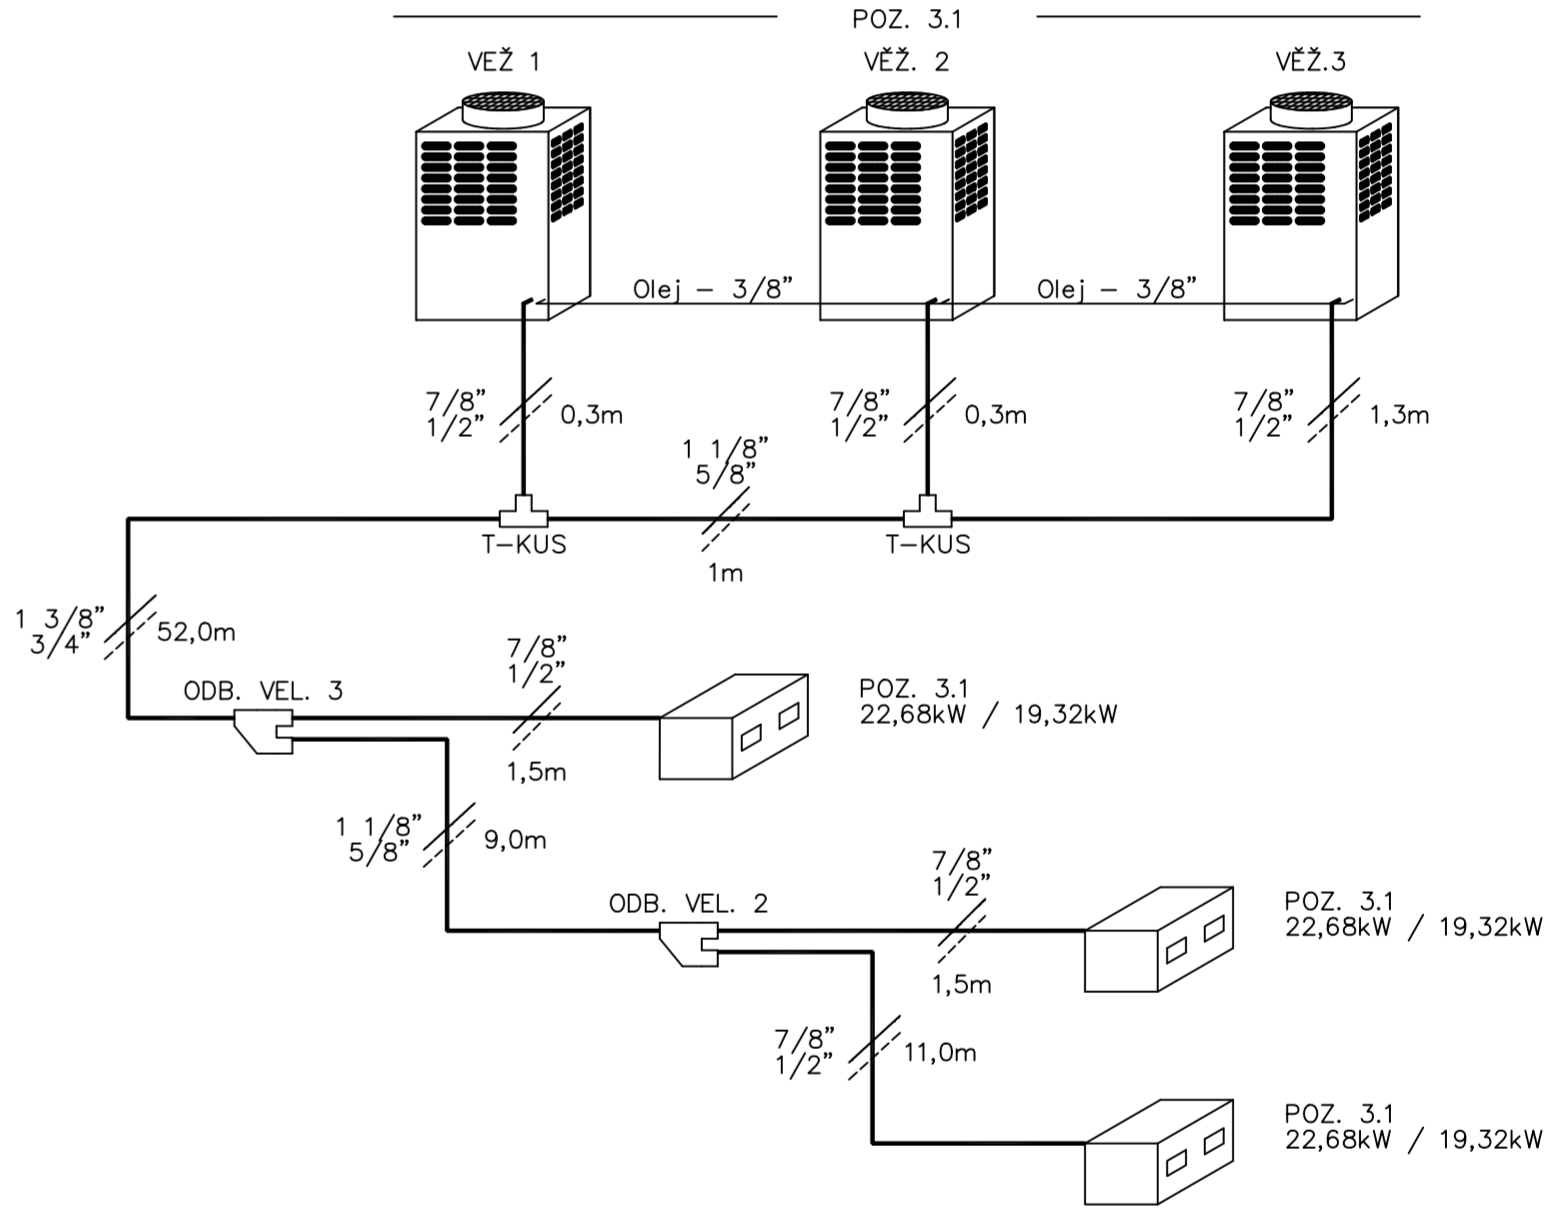 POZ. 3.1
VEŽ 1
VĚŽ. 2
VĚŽ.3
Olej – 3/8”
Olej – 3/8”
7/8”
1/2”
0,3m
7/8”
1/2”
0,3m
7/8”
1/2”
1,3m
1 1/8”
5/8”
1m
T–KUS
T–KUS
1 3/8”
3/4”
52,0m
ODB. VEL. 3
7/8”
1/2”
1,5m
POZ. 3.1
22,68kW / 19,32kW
1 1/8”
5/8”
9,0m
ODB. VEL. 2
7/8”
1/2”
1,5m
POZ. 3.1
22,68kW / 19,32kW
7/8”
1/2”
11,0m
POZ. 3.1
22,68kW / 19,32kW